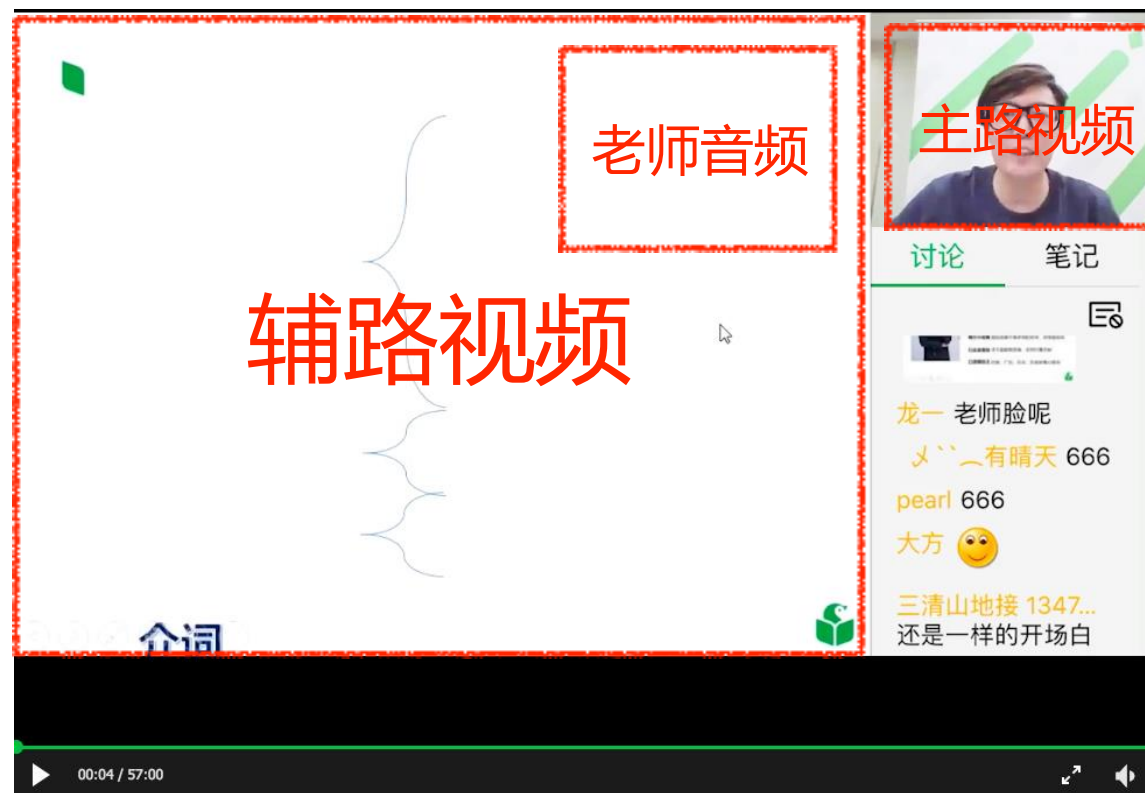 老师音频
主路视频
辅路视频
讨论
笔记
龙一 老师脸呢
有晴天 666
pearl 666
大方
三清山地接 1347...
还是一样的开场白
介词
00:04 / 57:00